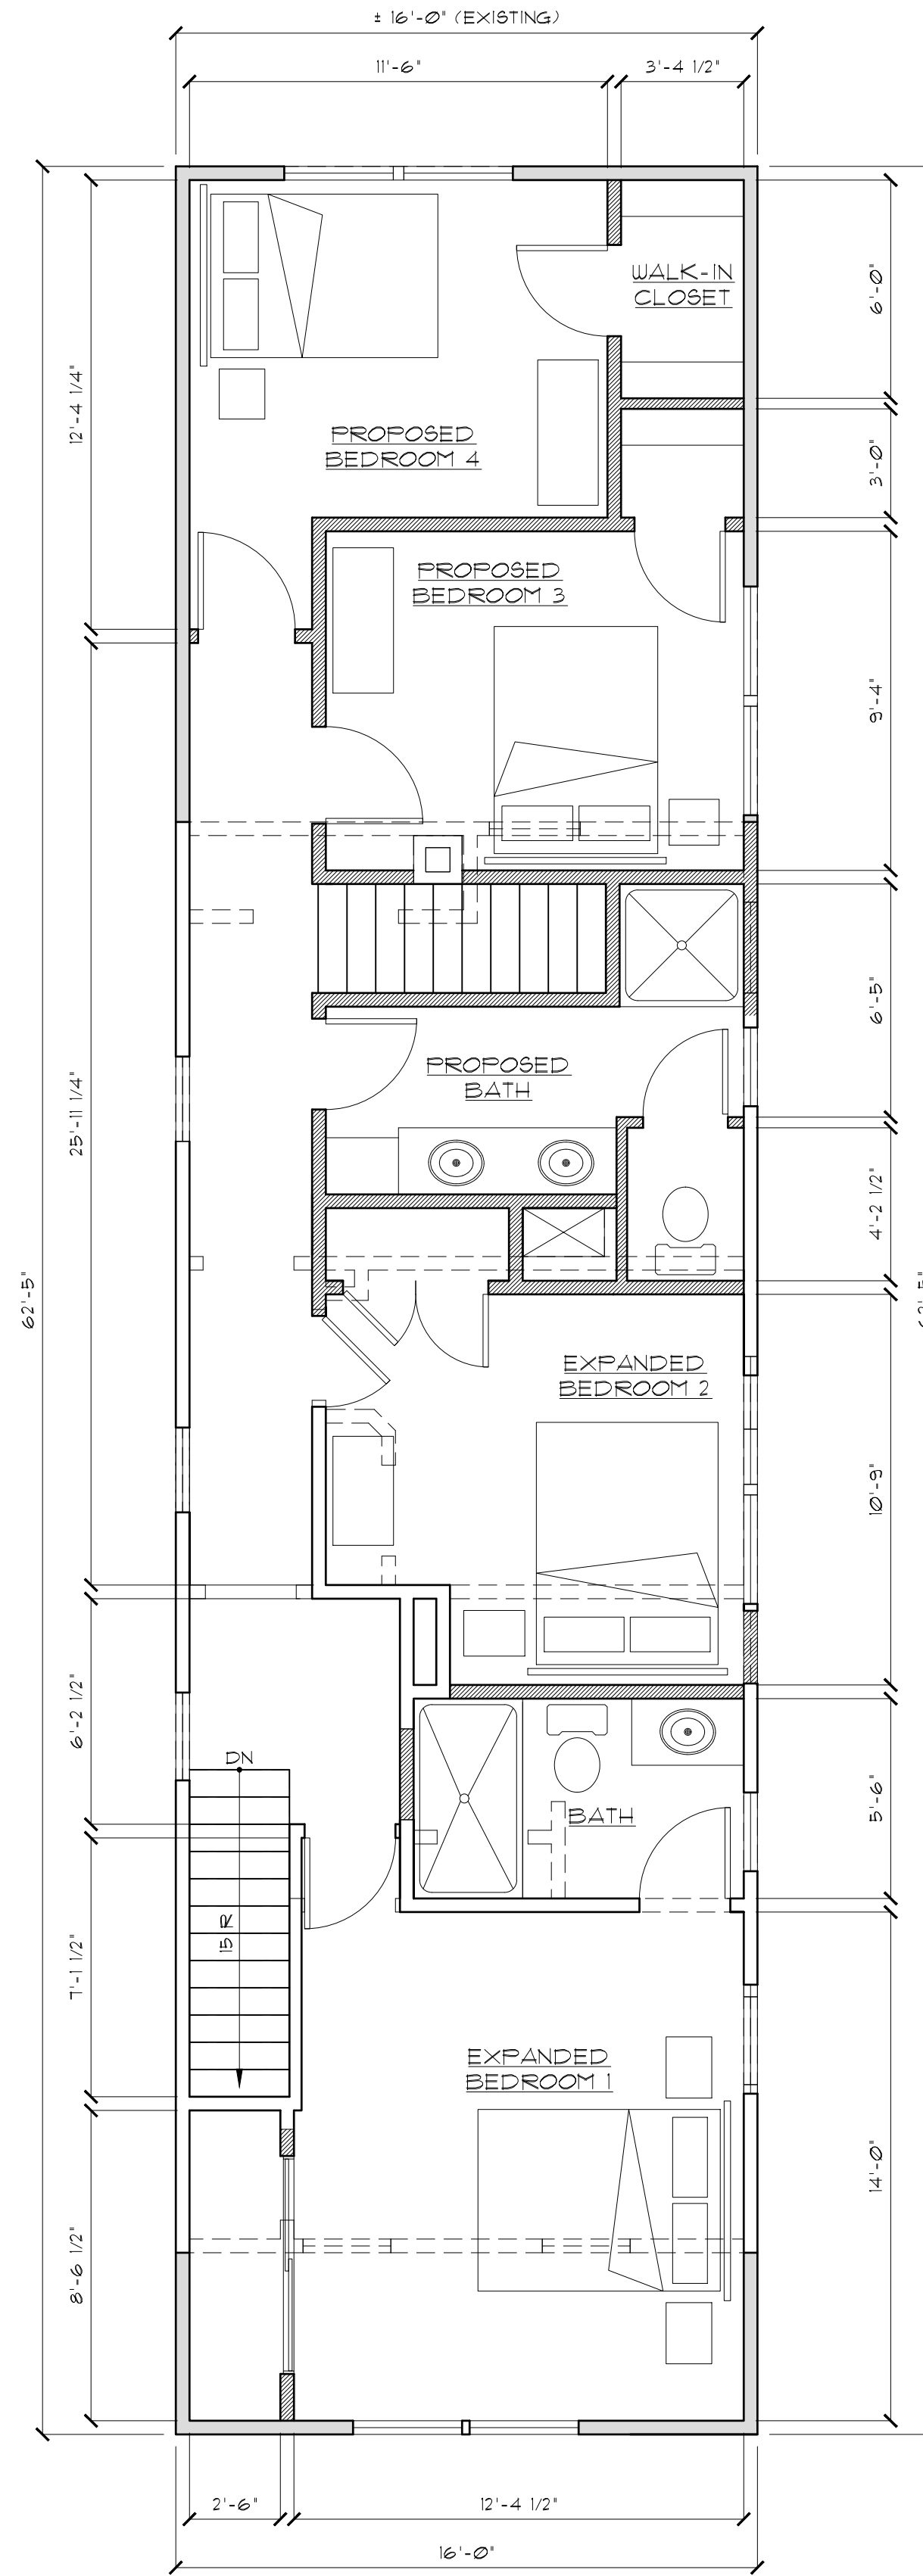 ± 16'-0" (EXISTING)
11'-6"
3'-4 1/2"
WALK-IN
CLOSET
6'-0"
12'-4 1/4"
PROPOSED
BEDROOM 4
3'-0"
PROPOSED
BEDROOM 3
9'-4"
6'-5"
PROPOSED
BATH
25'-11 1/4"
4'-2 1/2"
62'-5"
62'-5"
EXPANDED
BEDROOM 2
10'-9"
6'-2 1/2"
DN
BATH
5'-6"
15 R
7'-1 1/2"
EXPANDED
BEDROOM 1
14'-0"
8'-6 1/2"
2'-6"
12'-4 1/2"
16'-0"